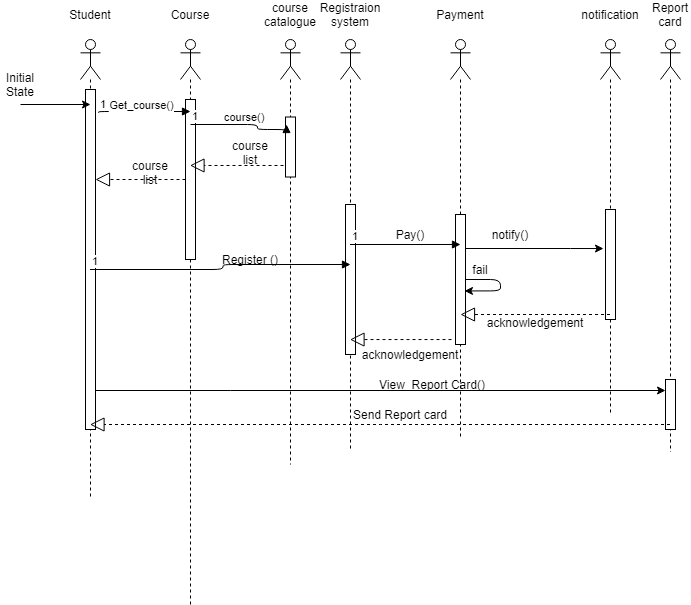 Student
Course
course
catalogue
Registraion
system
Payment
notification
Report
card
Initial
State
1
Get_course()
1
course()
course
list
course
list
1
Pay()
notify()
1
Register ()
fail
acknowledgement
acknowledgement
View Report Card()
Send Report card